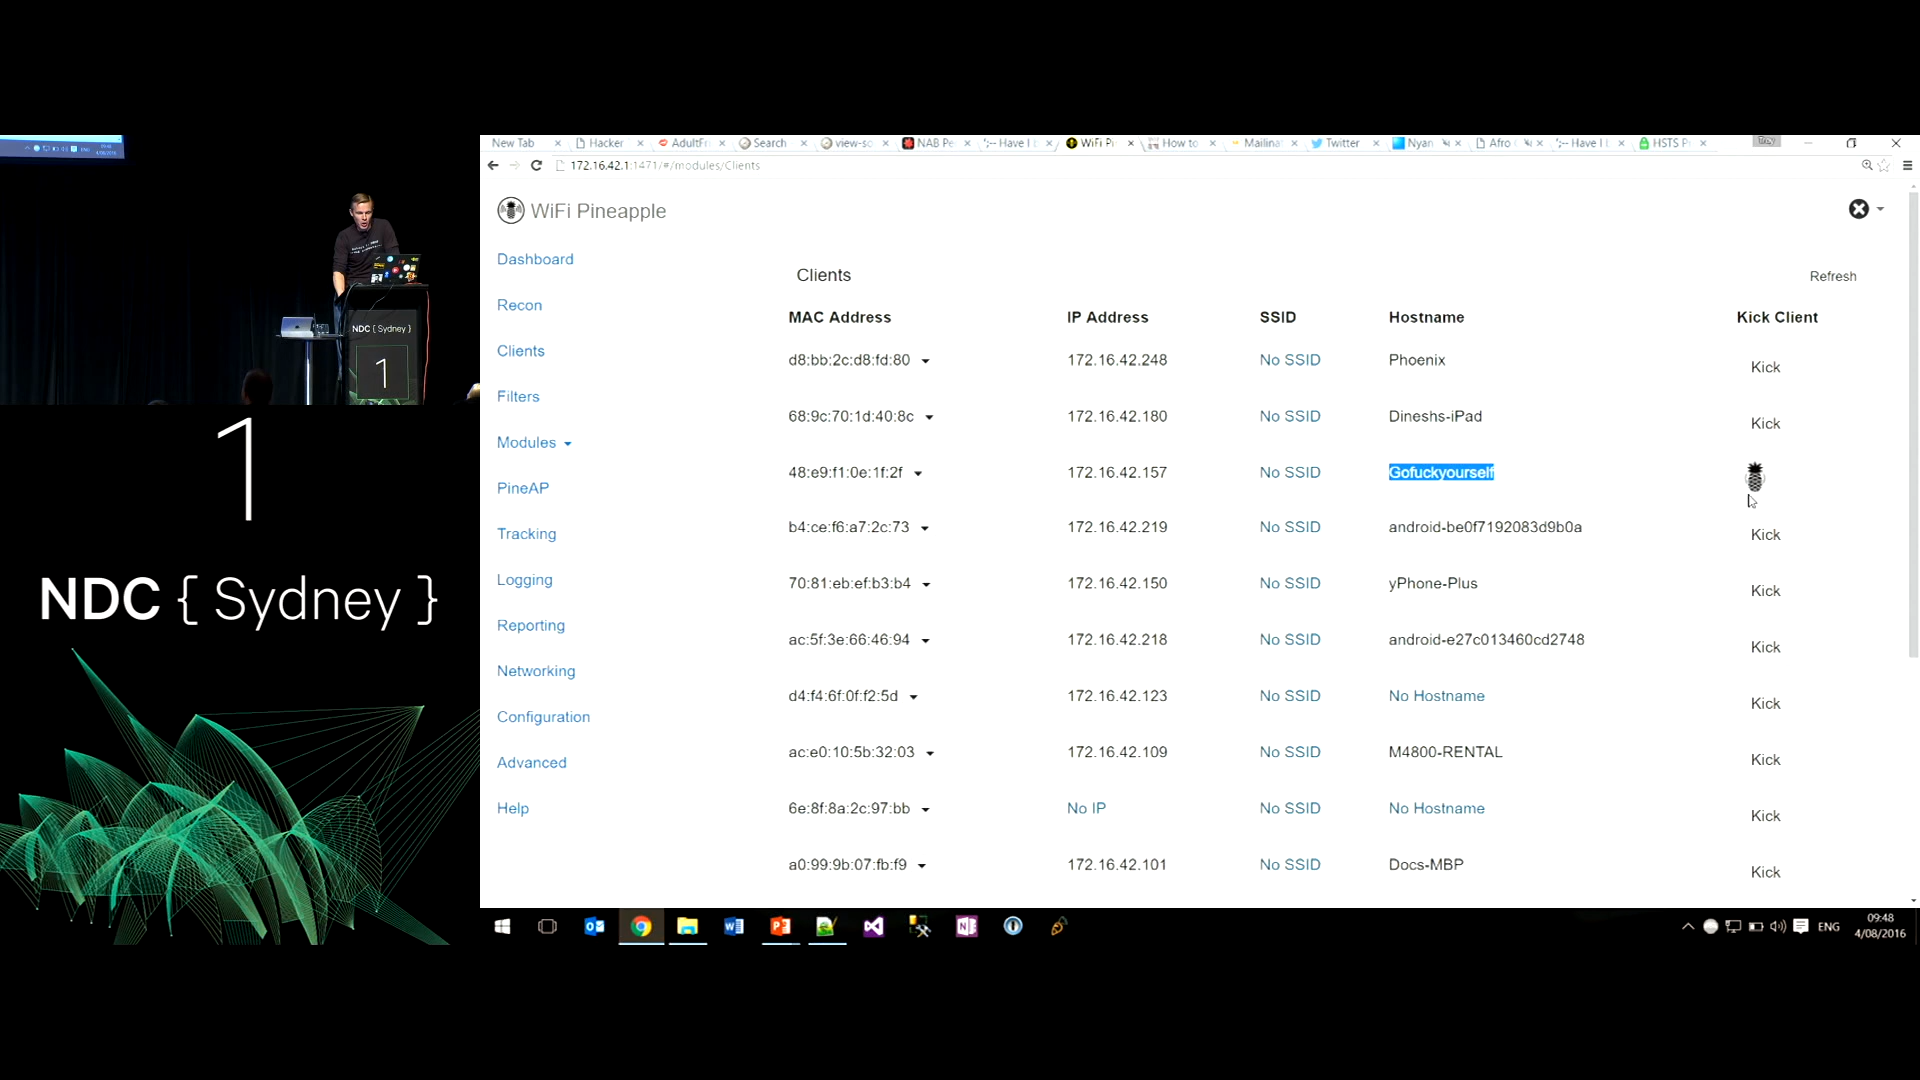 New Tab
Hacker
AdultFr
Search
view-so
NAB Pe
Have I b
WiFi Pi
How to
Mailinat
Twitter
Nyan
Afro
Have I b
HSTS P
172.16.42.1:1471/#/modules/Clients
WiFi Pineapple
Dashboard
Recon
Clients
Filters
Modules
PineAP
Tracking
Logging
Reporting
Networking
Configuration
Advanced
Help
Clients
Refresh
MAC Address IP Address SSID Hostname Kick Client
d8:bb:2c:d8:fd:80 172.16.42.248 No SSID Phoenix Kick
68:9c:70:1d:40:8c 172.16.42.180 No SSID Dineshs-iPad Kick
48:e9:f1:0e:1f:2f 172.16.42.157 No SSID Gofuckyourself
b4:ce:f6:a7:2c:73 172.16.42.219 No SSID android-be0f7192083d9b0a Kick
70:81:eb:ef:b3:b4 172.16.42.150 No SSID yPhone-Plus Kick
ac:5f:3e:66:46:94 172.16.42.218 No SSID android-e27c013460cd2748 Kick
d4:f4:6f:0f:f2:5d 172.16.42.123 No SSID No Hostname Kick
ac:e0:10:5b:32:03 172.16.42.109 No SSID M4800-RENTAL Kick
6e:8f:8a:2c:97:bb No IP No SSID No Hostname Kick
a0:99:9b:07:fb:f9 172.16.42.101 No SSID Docs-MBP Kick
ENG
09:48
4/08/2016
NDC { Sydney }
1
1
NDC { Sydney }